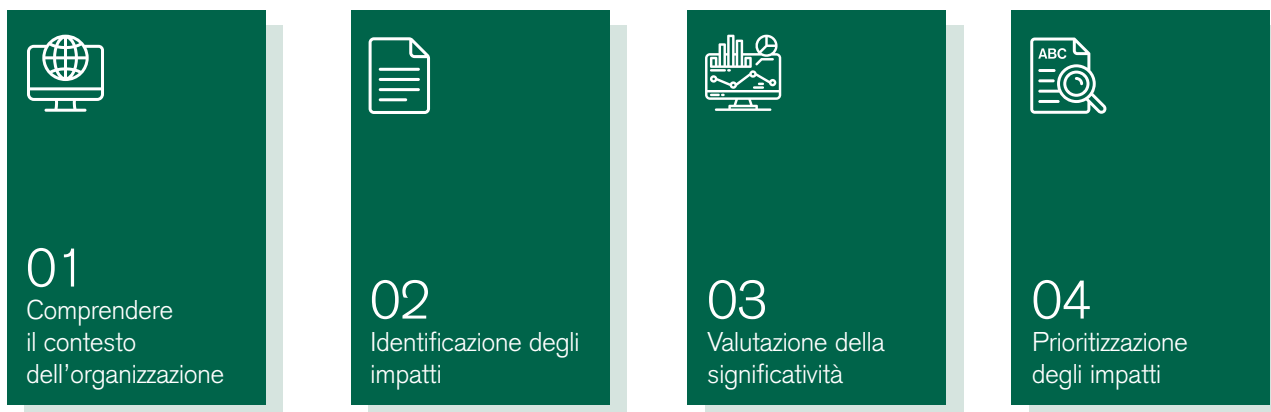 01
Comprendere
il contesto
dell'organizzazione
02
Identificazione degli
impatti
03
Valutazione della
significatività
ABC
04
Prioritizzazione
degli impatti